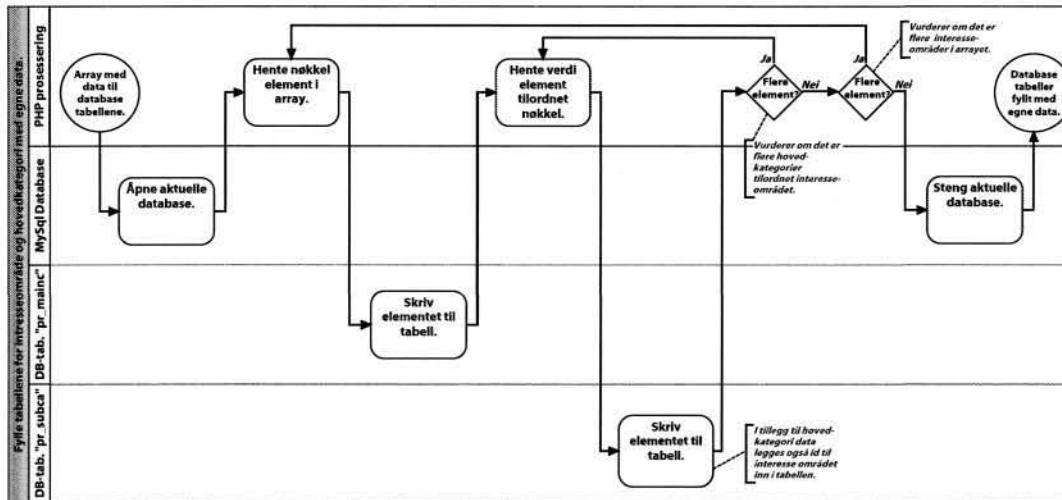 Fylle tabellene for intresseområde og hovedkategori med egne data.
PHP prosessering
MySql Database
DB-tab. "pr_mainc"
DB-tab. "pr_subca"
Array med
data til
database
tabellene.
Åpne aktuelle
database.
Hente nøkkel
element i
array.
Skriv
elementet til
tabell.
Hente verdi
element
tilordnet
nøkkel.
Skriv
elementet til
tabell.
I tillegg til hoved-
kategori data
legges også id til
interesse området
inn i tabellen.
Ja
Flere
element?
Nei
Vurderer om det er
flere hoved-
kategorier
tilordnet interesse-
området.
Ja
Flere
element?
Nei
Vurderer om det er
flere interesse-
områder i arrayet.
Steng aktuelle
database.
Database
tabeller
fyllt med
egne data.